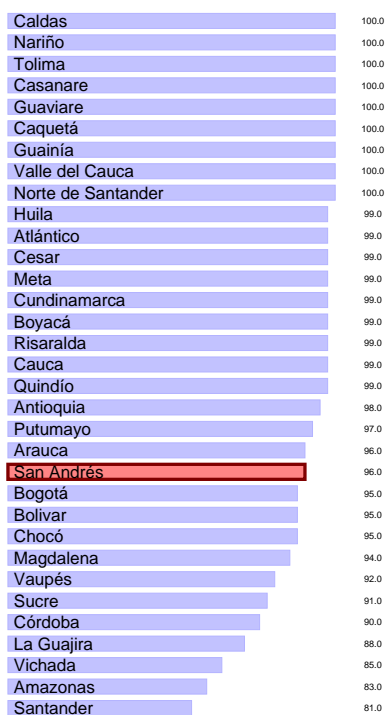 Caldas 100.0
Nariño 100.0
Tolima 100.0
Casanare 100.0
Guaviare 100.0
Caquetá 100.0
Guainía 100.0
Valle del Cauca 100.0
Norte de Santander 100.0
Huila 99.0
Atlántico 99.0
Cesar 99.0
Meta 99.0
Cundinamarca 99.0
Boyacá 99.0
Risaralda 99.0
Cauca 99.0
Quindío 99.0
Antioquia 98.0
Putumayo 97.0
Arauca 96.0
San Andrés 96.0
Bogotá 95.0
Bolivar 95.0
Chocó 95.0
Magdalena 94.0
Vaupés 92.0
Sucre 91.0
Córdoba 90.0
La Guajira 88.0
Vichada 85.0
Amazonas 83.0
Santander 81.0